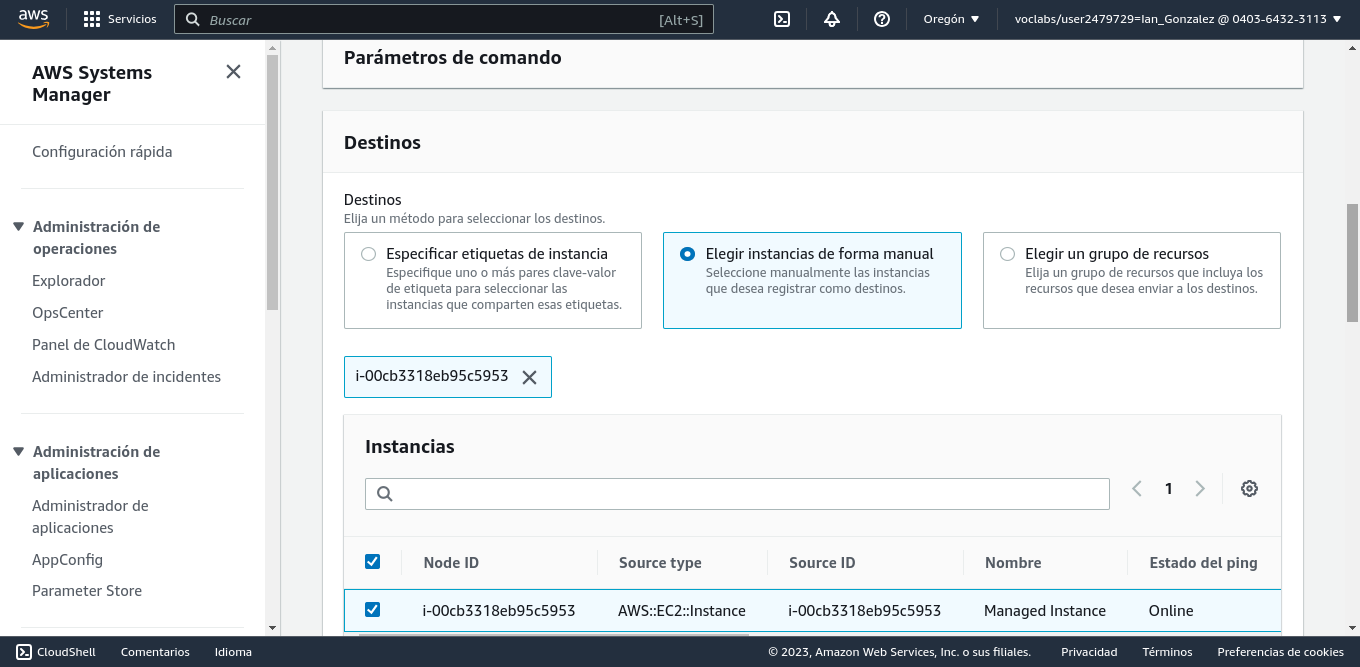 aws
Servicios
Buscar
[Alt+S]
Oregón
voclabs/user2479729=Ian_Gonzalez @ 0403-6432-3113
AWS Systems
Manager
Configuración rápida
Administración de
operaciones
Explorador
OpsCenter
Panel de CloudWatch
Administrador de incidentes
Administración de
aplicaciones
Administrador de
aplicaciones
AppConfig
Parameter Store
Parámetros de comando
Destinos
Destinos
Elija un método para seleccionar los destinos.
Especificar etiquetas de instancia
Especifique uno o más pares clave-valor
de etiqueta para seleccionar las
instancias que comparten esas etiquetas.
Elegir instancias de forma manual
Seleccione manualmente las instancias
que desea registrar como destinos.
Elegir un grupo de recursos
Elija un grupo de recursos que incluya los
recursos que desea enviar a los destinos.
i-00cb3318eb95c5953
Instancias
1
Node ID
Source type
Source ID
Nombre
Estado del ping
i-00cb3318eb95c5953
AWS::EC2::Instance
i-00cb3318eb95c5953
Managed Instance
Online
CloudShell
Comentarios
Idioma
© 2023, Amazon Web Services, Inc. o sus filiales.
Privacidad
Términos
Preferencias de cookies